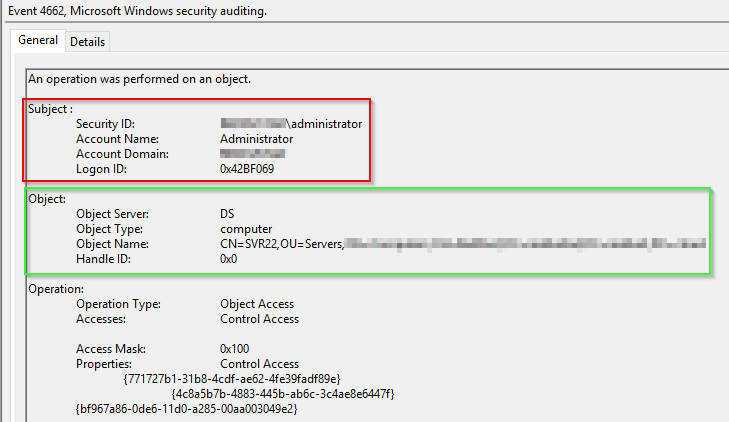 Event 4662, Microsoft Windows security auditing.
General Details
An operation was performed on an object.
Subject :
Security ID: \administrator
Account Name: Administrator
Account Domain:
Logon ID: 0x42BF069
Object:
Object Server: DS
Object Type: computer
Object Name: CN=SVR22,OU=Servers,
Handle ID: 0x0
Operation:
Operation Type: Object Access
Accesses: Control Access
Access Mask: 0x100
Properties: Control Access
{771727b1-31b8-4cdf-ae62-4fe39fadf89e}
{4c8a5b7b-4883-445b-ab6c-3c4ae8e6447f}
{bf967a86-0de6-11d0-a285-00aa003049e2}